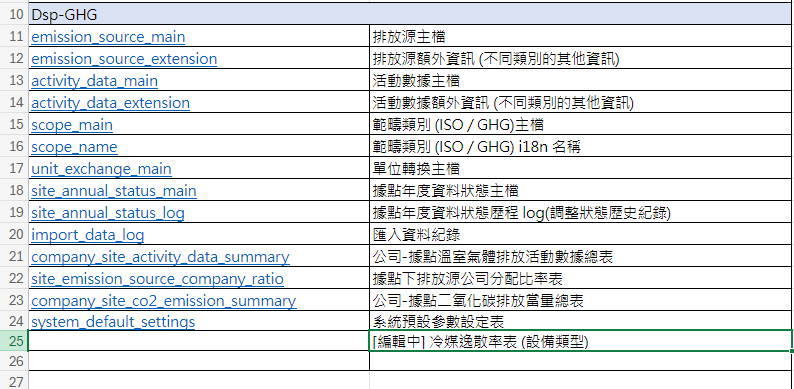 10 Dsp-GHG
11 emission_source_main 排放源主檔
12 emission_source_extension 排放源額外資訊 (不同類別的其他資訊)
13 activity_data_main 活動數據主檔
14 activity_data_extension 活動數據額外資訊 (不同類別的其他資訊)
15 scope_main 範疇類別 (ISO / GHG)主檔
16 scope_name 範疇類別 (ISO / GHG) i18n 名稱
17 unit_exchange_main 單位轉換主檔
18 site_annual_status_main 據點年度資料狀態主檔
19 site_annual_status_log 據點年度資料狀態歷程 log(調整狀態歷史紀錄)
20 import_data_log 匯入資料紀錄
21 company_site_activity_data_summary 公司-據點溫室氣體排放活動數據總表
22 site_emission_source_company_ratio 據點下排放源公司分配比率表
23 company_site_co2_emission_summary 公司-據點二氧化碳排放當量總表
24 system_default_settings 系統預設參數設定表
25 [編輯中] 冷媒逸散率表 (設備類型)
26
27